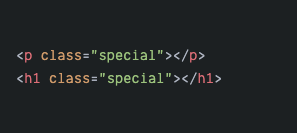 <p class="special"></p>
<h1 class="special"></h1>